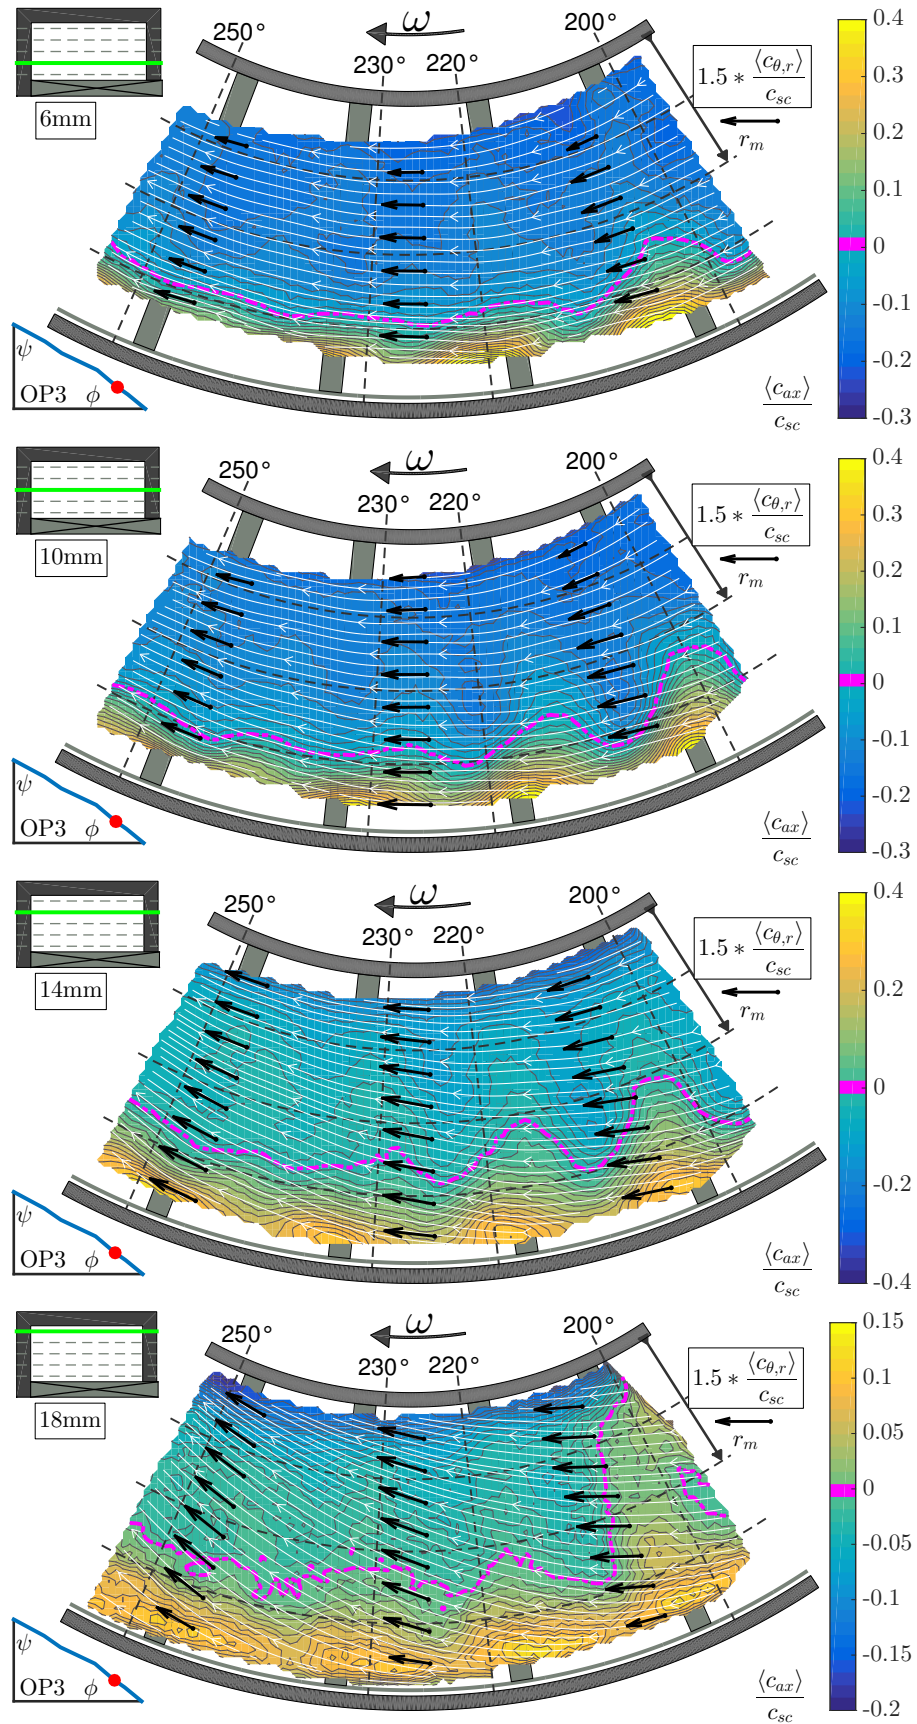 250°
ω
200°
230° 220°
6mm
1.5 * ⟨c_{θ,r}⟩ / c_{sc}
r_m
0.4
0.3
0.2
0.1
0
-0.1
-0.2
-0.3
ψ
OP3 ϕ
⟨c_{ax}⟩ / c_{sc}
250°
ω
200°
230° 220°
10mm
1.5 * ⟨c_{θ,r}⟩ / c_{sc}
r_m
0.4
0.3
0.2
0.1
0
-0.1
-0.2
-0.3
ψ
OP3 ϕ
⟨c_{ax}⟩ / c_{sc}
250°
ω
200°
230° 220°
14mm
1.5 * ⟨c_{θ,r}⟩ / c_{sc}
r_m
0.4
0.2
0
-0.2
-0.4
ψ
OP3 ϕ
⟨c_{ax}⟩ / c_{sc}
250°
ω
200°
230° 220°
18mm
1.5 * ⟨c_{θ,r}⟩ / c_{sc}
r_m
0.15
0.1
0.05
0
-0.05
-0.1
-0.15
-0.2
ψ
OP3 ϕ
⟨c_{ax}⟩ / c_{sc}